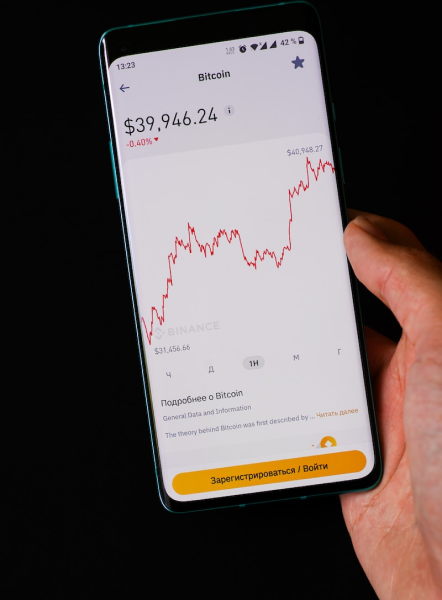 13:23 42 %
Bitcoin
$39,946.24 i
-0,40%
$40,948.27
BINANCE
$31,456.66
Ч Д 1Н М Г
Подробнее о Bitcoin
General Data and Information
The theory behind Bitcoin was first described by ... Читать далее
Зарегистрироваться / Войти